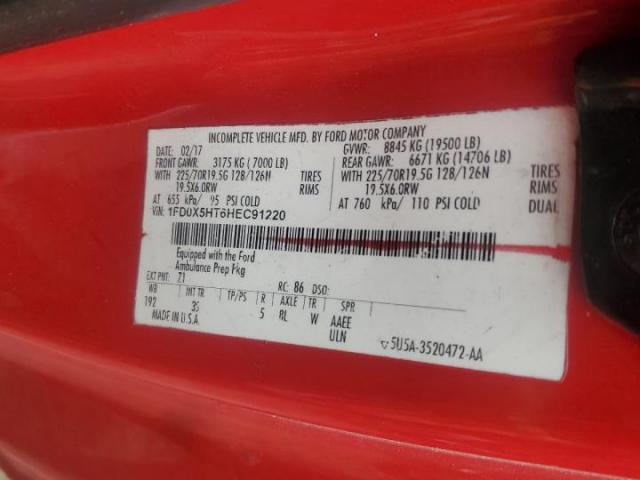 INCOMPLETE VEHICLE MFD. BY FORD MOTOR COMPANY
DATE: 02/17 GVWR: 8845 KG (19500 LB)
FRONT GAWR: 3175 KG (7000 LB) REAR GAWR: 6671 KG (14706 LB)
WITH 225/70R19.5G 128/126N TIRES WITH 225/70R19.5G 128/126N TIRES
19.5X6.0RW RIMS 19.5X6.0RW RIMS
AT 655 kPa/ 95 PSI COLD AT 760 kPa/ 110 PSI COLD DUAL
VIN: 1FD0X5HT6HEC91220
Equipped with the Ford
Ambulance Prep Pkg
EXT PNT: Z1 RC: 86 DSO:
WB INT TR TP/PS R AXLE TR SPR
192 3S 5 RL W AAEE
MADE IN U.S.A. ULN
5U5A-3520472-AA